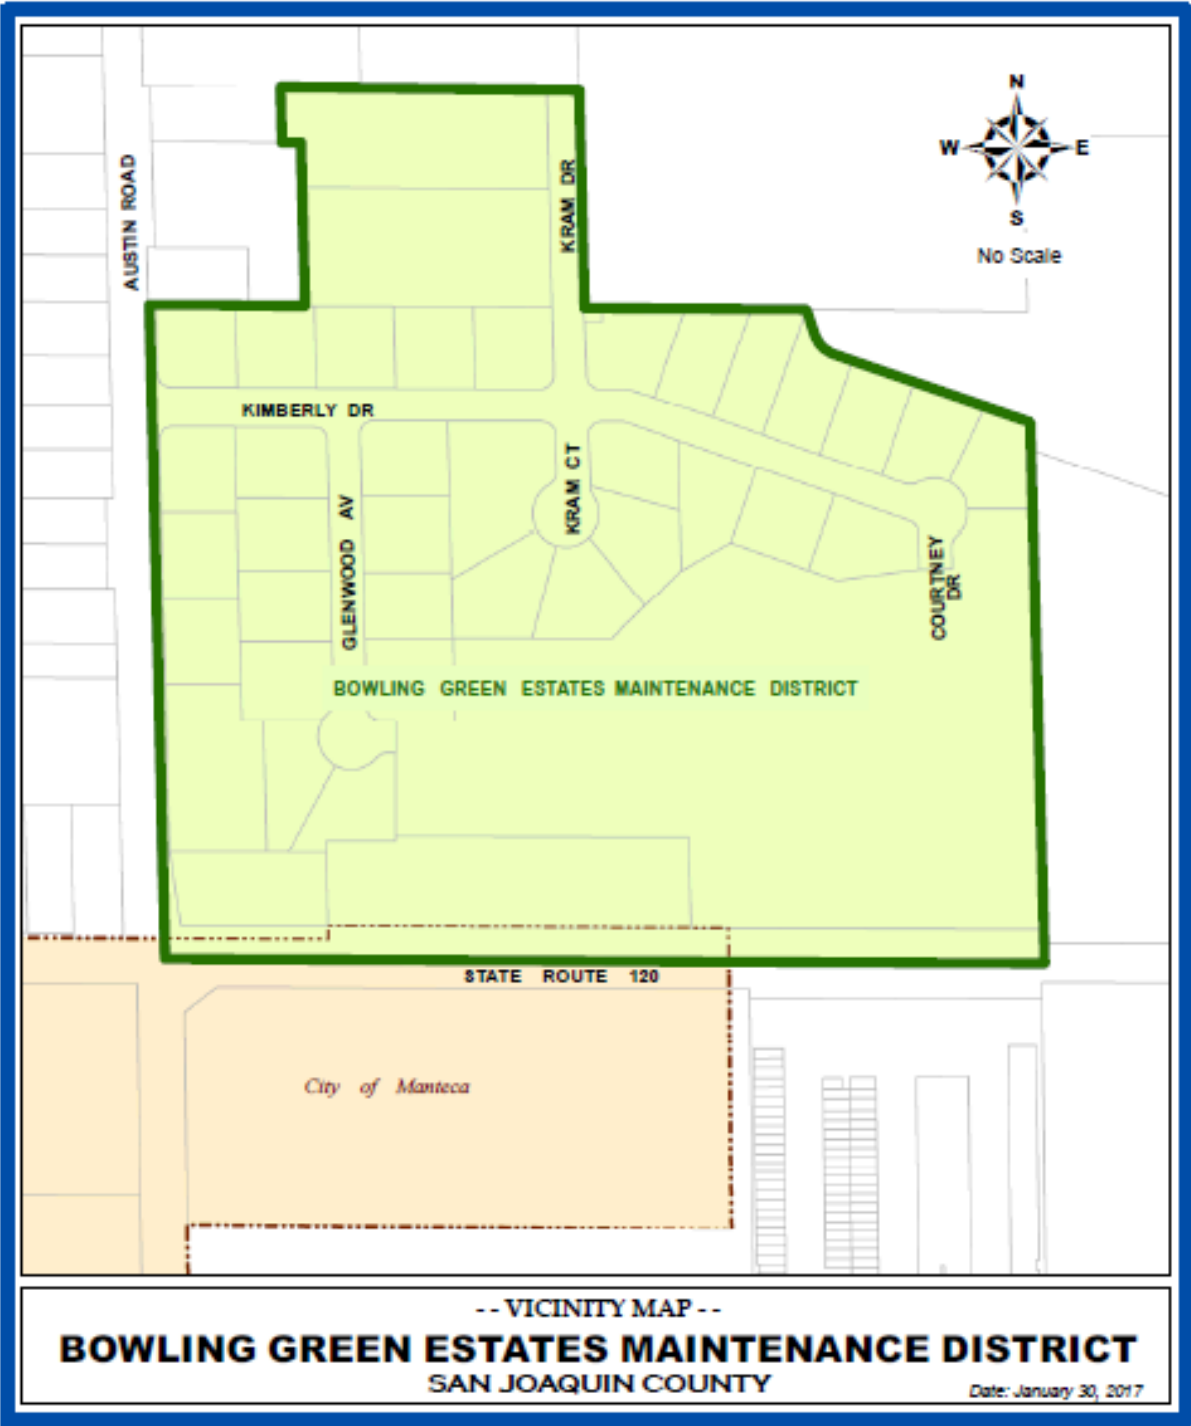 N
W E
S
No Scale
AUSTIN ROAD
KRAM DR
KIMBERLY DR
KRAM CT
GLENWOOD AV
COURTNEY
DR
BOWLING GREEN ESTATES MAINTENANCE DISTRICT
STATE ROUTE 120
City of Manteca
- - VICINITY MAP - -
BOWLING GREEN ESTATES MAINTENANCE DISTRICT
SAN JOAQUIN COUNTY
Date: January 30, 2017